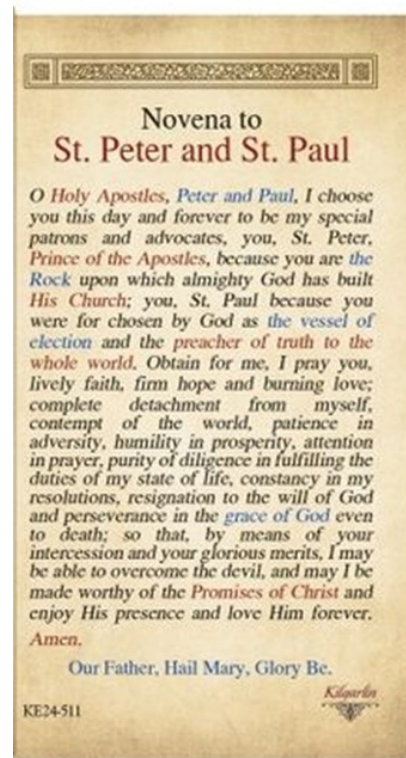 Novena to
St. Peter and St. Paul
O Holy Apostles, Peter and Paul, I choose
you this day and forever to be my special
patrons and advocates, you, St. Peter,
Prince of the Apostles, because you are the
Rock upon which almighty God has built
His Church; you, St. Paul because you
were for chosen by God as the vessel of
election and the preacher of truth to the
whole world. Obtain for me, I pray you,
lively faith, firm hope and burning love;
complete detachment from myself,
contempt of the world, patience in
adversity, humility in prosperity, attention
in prayer, purity of diligence in fulfilling the
duties of my state of life, constancy in my
resolutions, resignation to the will of God
and perseverance in the grace of God even
to death; so that, by means of your
intercession and your glorious merits, I may
be able to overcome the devil, and may I be
made worthy of the Promises of Christ and
enjoy His presence and love Him forever.
Amen.
Our Father, Hail Mary, Glory Be.
Kilgarlin
KE24-511